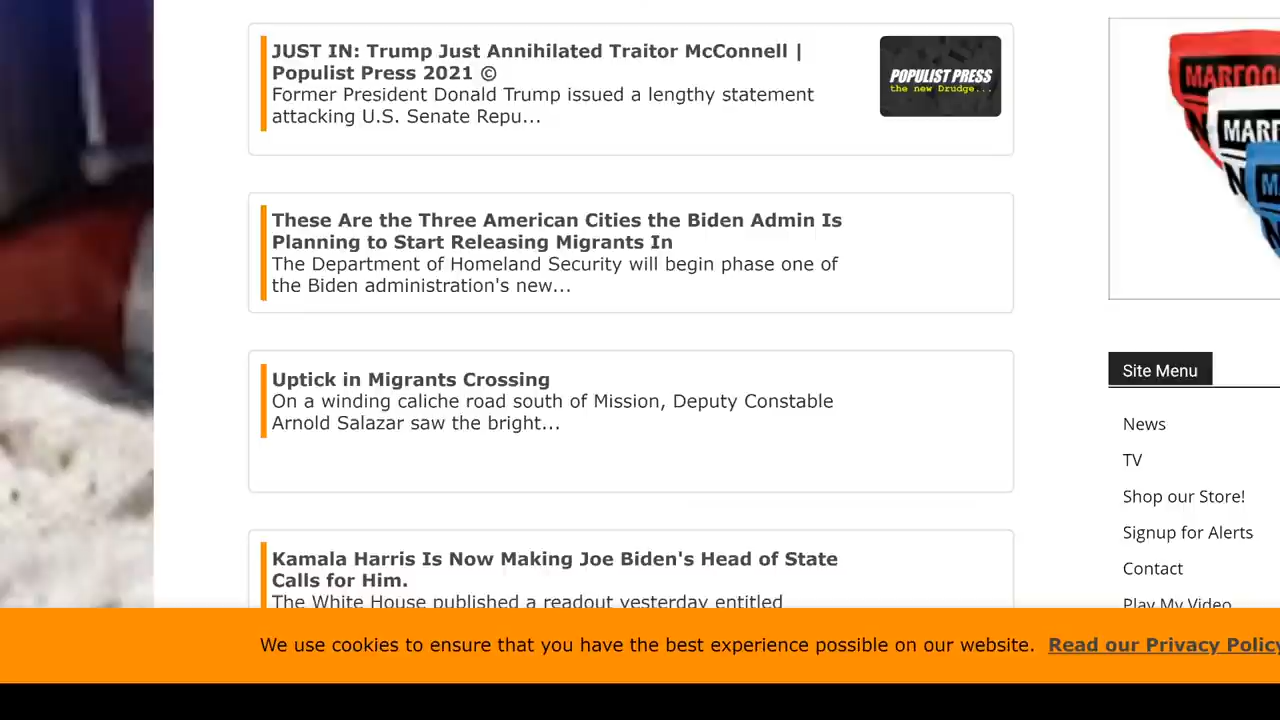 JUST IN: Trump Just Annihilated Traitor McConnell |
Populist Press 2021 ©
Former President Donald Trump issued a lengthy statement
attacking U.S. Senate Repu...
POPULIST PRESS
the new Drudge...
These Are the Three American Cities the Biden Admin Is
Planning to Start Releasing Migrants In
The Department of Homeland Security will begin phase one of
the Biden administration's new...
Uptick in Migrants Crossing
On a winding caliche road south of Mission, Deputy Constable
Arnold Salazar saw the bright...
Kamala Harris Is Now Making Joe Biden's Head of State
Calls for Him.
The White House published a readout yesterday entitled
Site Menu
News
TV
Shop our Store!
Signup for Alerts
Contact
Play My Video
We use cookies to ensure that you have the best experience possible on our website. Read our Privacy Policy